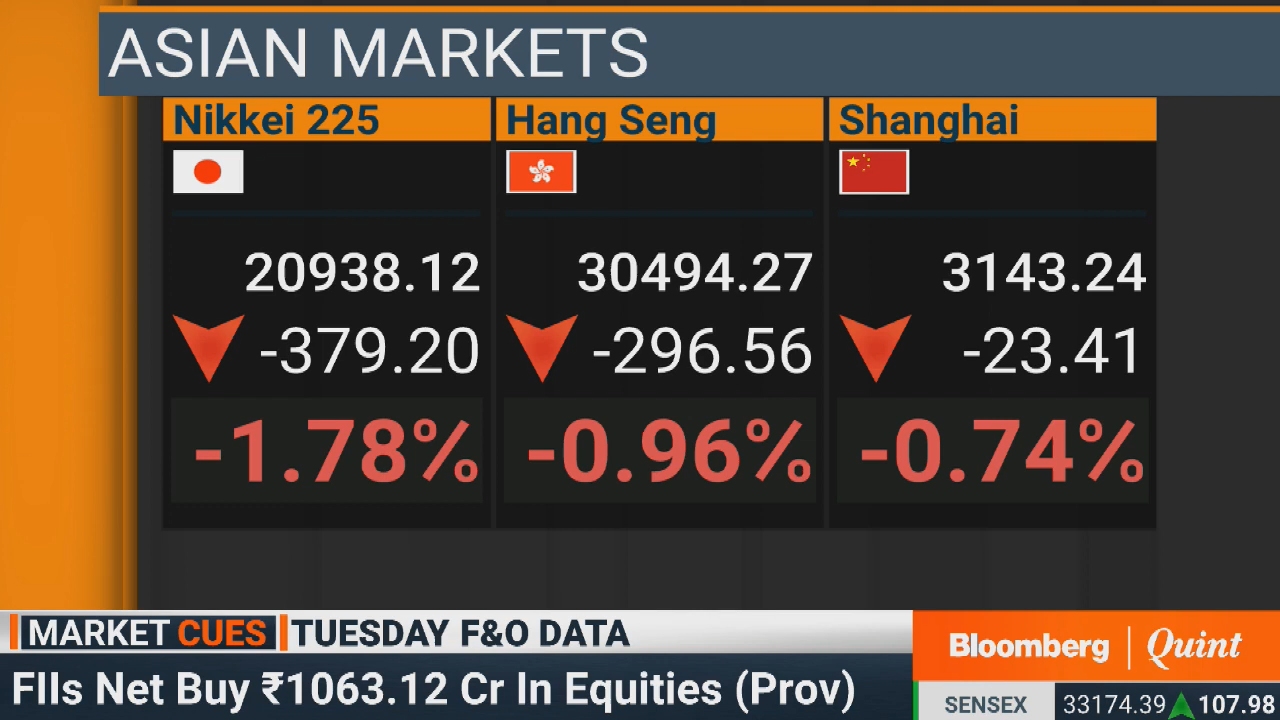 ASIAN MARKETS
Nikkei 225
20938.12
-379.20
-1.78%
Hang Seng
30494.27
-296.56
-0.96%
Shanghai
3143.24
-23.41
-0.74%
MARKET CUES TUESDAY F&O DATA
FIIs Net Buy ₹1063.12 Cr In Equities (Prov)
Bloomberg | Quint
SENSEX 33174.39 107.98